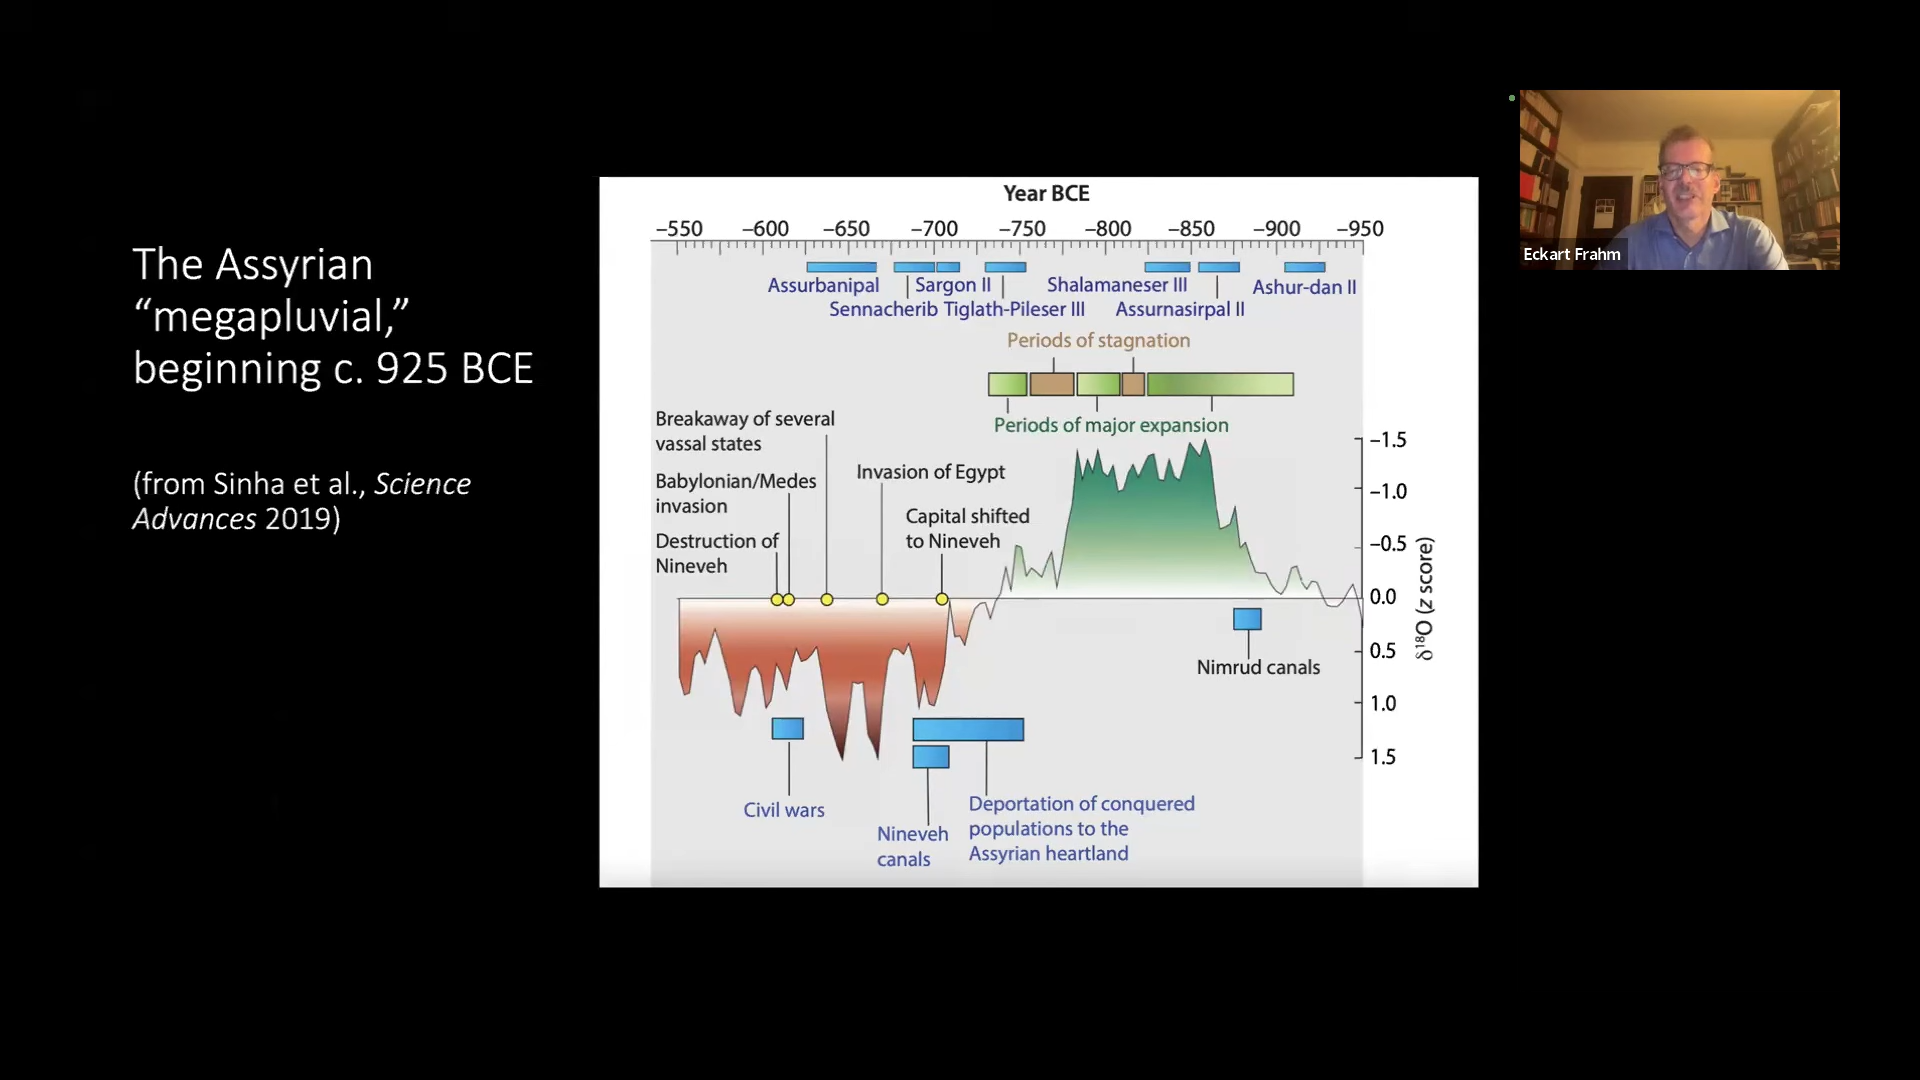 The Assyrian
“megapluvial,”
beginning c. 925 BCE
(from Sinha et al., Science
Advances 2019)
Year BCE
–550 –600 –650 –700 –750 –800 –850 –900 –950
Assurbanipal
Sargon II
Shalamaneser III
Ashur-dan II
Sennacherib
Tiglath-Pileser III
Assurnasirpal II
Periods of stagnation
Periods of major expansion
Breakaway of several
vassal states
Babylonian/Medes
invasion
Destruction of
Nineveh
Invasion of Egypt
Capital shifted
to Nineveh
–1.5
–1.0
–0.5
0.0
0.5
1.0
1.5
δ¹⁸O (z score)
Nimrud canals
Civil wars
Nineveh
canals
Deportation of conquered
populations to the
Assyrian heartland
Eckart Frahm